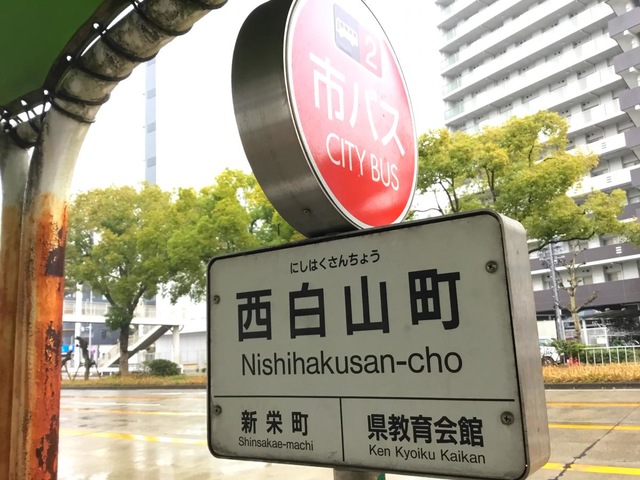 2
市バス
CITY BUS
にしはくさんちょう
西白山町
Nishihakusan-cho
新栄町
Shinsakae-machi
県教育会館
Ken Kyoiku Kaikan